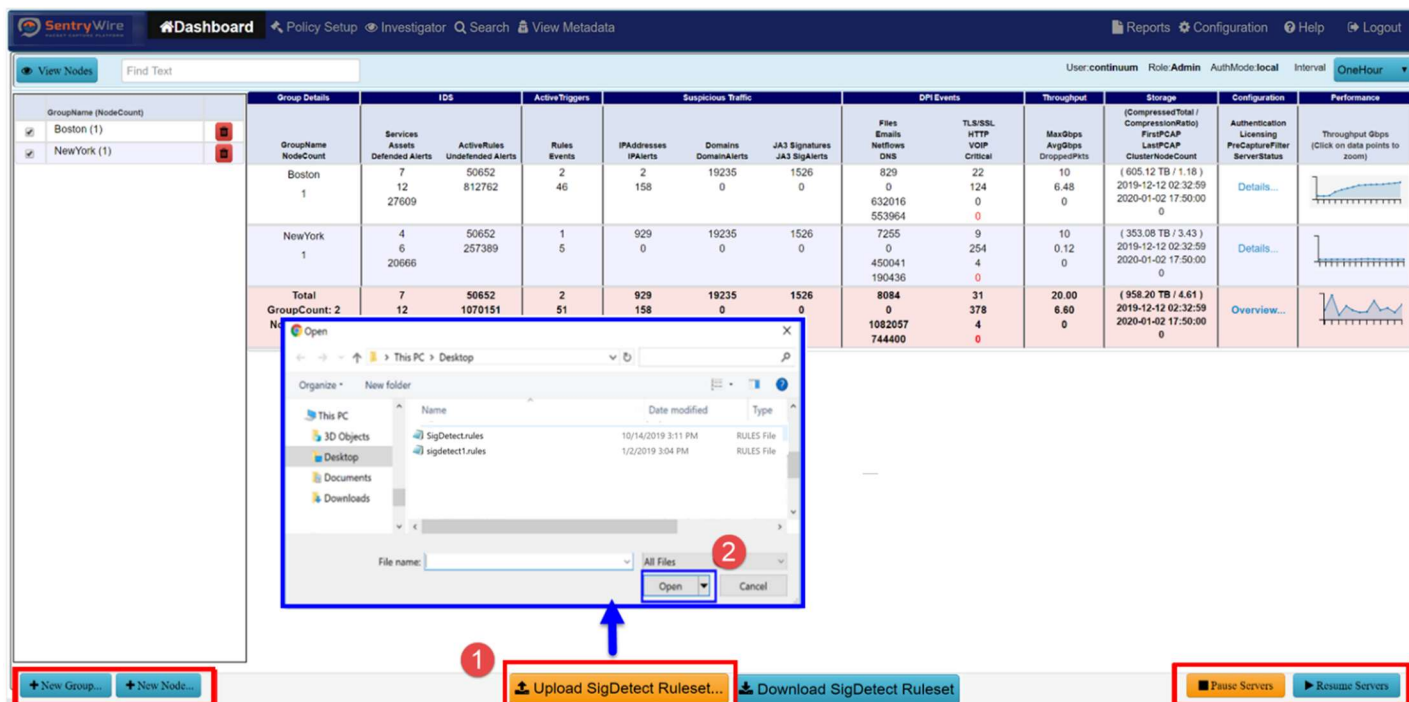 SentryWire
PACKET CAPTURE PLATFORM
Dashboard
Policy Setup
Investigator
Search
View Metadata
Reports
Configuration
Help
Logout
View Nodes
Find Text
User:continuum Role:Admin AuthMode:local Interval OneHour
GroupName (NodeCount)
Boston (1)
NewYork (1)
Group Details IDS ActiveTriggers Suspicious Traffic DPI Events Throughput Storage Configuration Performance
GroupName
NodeCount
Services
Assets
Defended Alerts
ActiveRules
Undefended Alerts
Rules
Events
IPAddresses
IPAlerts
Domains
DomainAlerts
JA3 Signatures
JA3 SigAlerts
Files
Emails
Netflows
DNS
TLS/SSL
HTTP
VOIP
Critical
MaxGbps
AvgGbps
DroppedPkts
(CompressedTotal /
CompressionRatio)
FirstPCAP
LastPCAP
ClusterNodeCount
Authentication
Licensing
PreCaptureFilter
ServerStatus
Throughput Gbps
(Click on data points to
zoom)
Boston 7 50652 2 2 19235 1526 829 22 10 ( 605.12 TB / 1.18 )
1 12 812762 46 158 0 0 0 124 6.48 2019-12-12 02:32:59 Details...
27609 632016 0 0 2020-01-02 17:50:00
553964 0 0
NewYork 4 50652 1 929 19235 1526 7255 9 10 ( 353.08 TB / 3.43 )
1 6 257389 5 0 0 0 0 254 0.12 2019-12-12 02:32:59 Details...
20666 450041 4 0 2020-01-02 17:50:00
190436 0 0
Total 7 50652 2 929 19235 1526 8084 31 20.00 ( 958.20 TB / 4.61 )
GroupCount: 2 12 1070151 51 158 0 0 0 378 6.60 2019-12-12 02:32:59 Overview...
1082057 4 0 2020-01-02 17:50:00
744400 0 0
Open
This PC > Desktop
Organize New folder
This PC
3D Objects
Desktop
Documents
Downloads
Name Date modified Type
SigDetect.rules 10/14/2019 3:11 PM RULES File
sigdetect1.rules 1/2/2019 3:04 PM RULES File
File name:
All Files
2
Open Cancel
1
New Group...
New Node...
Upload SigDetect Ruleset...
Download SigDetect Ruleset
Pause Servers
Resume Servers